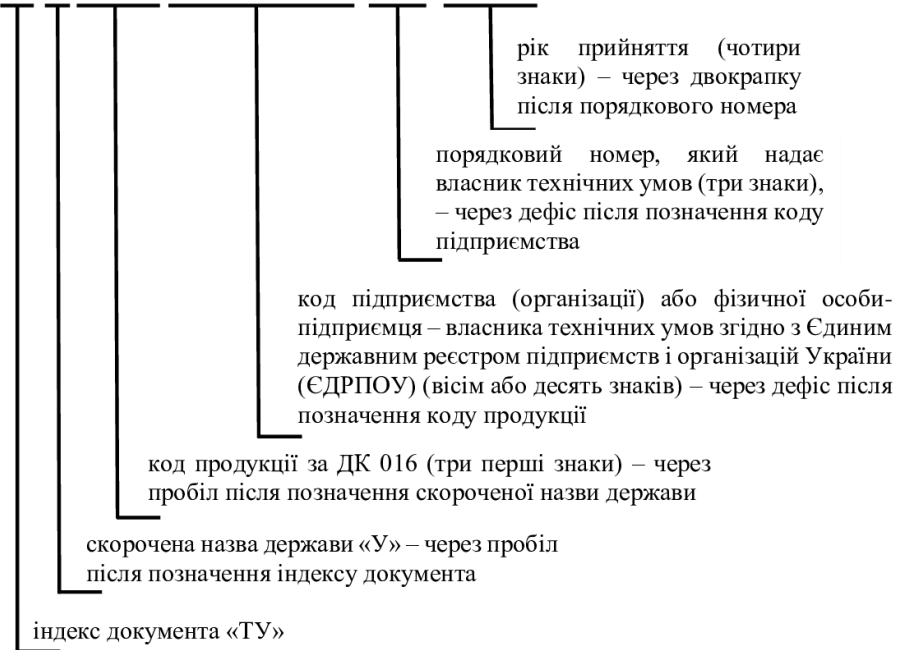 рік прийняття (чотири
знаки) – через двокрапку
після порядкового номера
порядковий номер, який надає
власник технічних умов (три знаки),
– через дефіс після позначення коду
підприємства
код підприємства (організації) або фізичної особи-
підприємця – власника технічних умов згідно з Єдиним
державним реєстром підприємств і організацій України
(ЄДРПОУ) (вісім або десять знаків) – через дефіс після
позначення коду продукції
код продукції за ДК 016 (три перші знаки) – через
пробіл після позначення скороченої назви держави
скорочена назва держави «У» – через пробіл
після позначення індексу документа
індекс документа «ТУ»